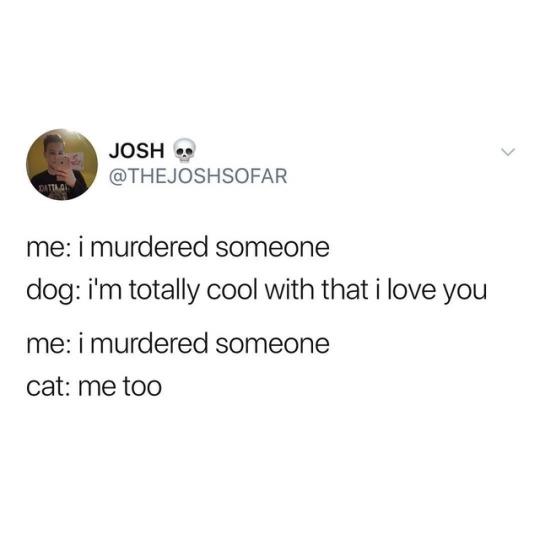 JOSH 💀
@THEJOSHSOFAR
me: i murdered someone
dog: i'm totally cool with that i love you
me: i murdered someone
cat: me too